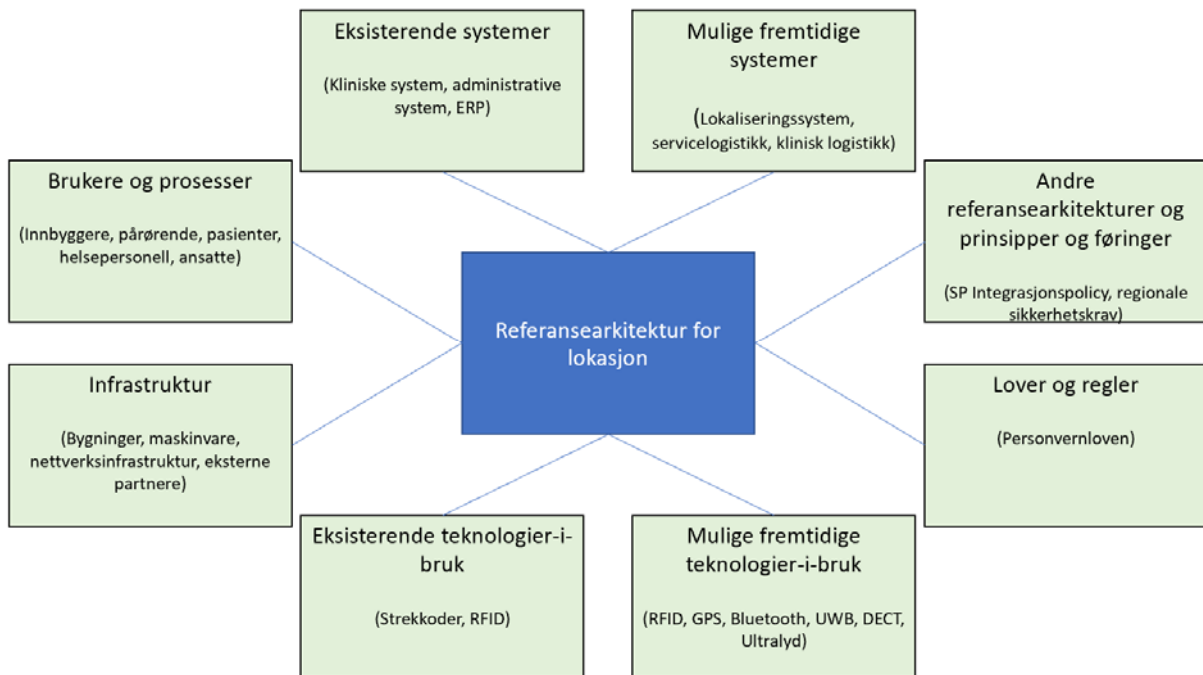 Eksisterende systemer
(Kliniske system, administrative
system, ERP)
Mulige fremtidige
systemer
(Lokaliseringssystem,
servicelogistikk, klinisk logistikk)
Brukere og prosesser
(Innbyggere, pårørende, pasienter,
helsepersonell, ansatte)
Andre
referansearkitekturer og
prinsipper og føringer
(SP Integrasjonspolicy, regionale
sikkerhetskrav)
Referansearkitektur for
lokasjon
Infrastruktur
(Bygninger, maskinvare,
nettverksinfrastruktur, eksterne
partnere)
Lover og regler
(Personvernloven)
Eksisterende teknologier-i-
bruk
(Strekkoder, RFID)
Mulige fremtidige
teknologier-i-bruk
(RFID, GPS, Bluetooth, UWB, DECT,
Ultralyd)